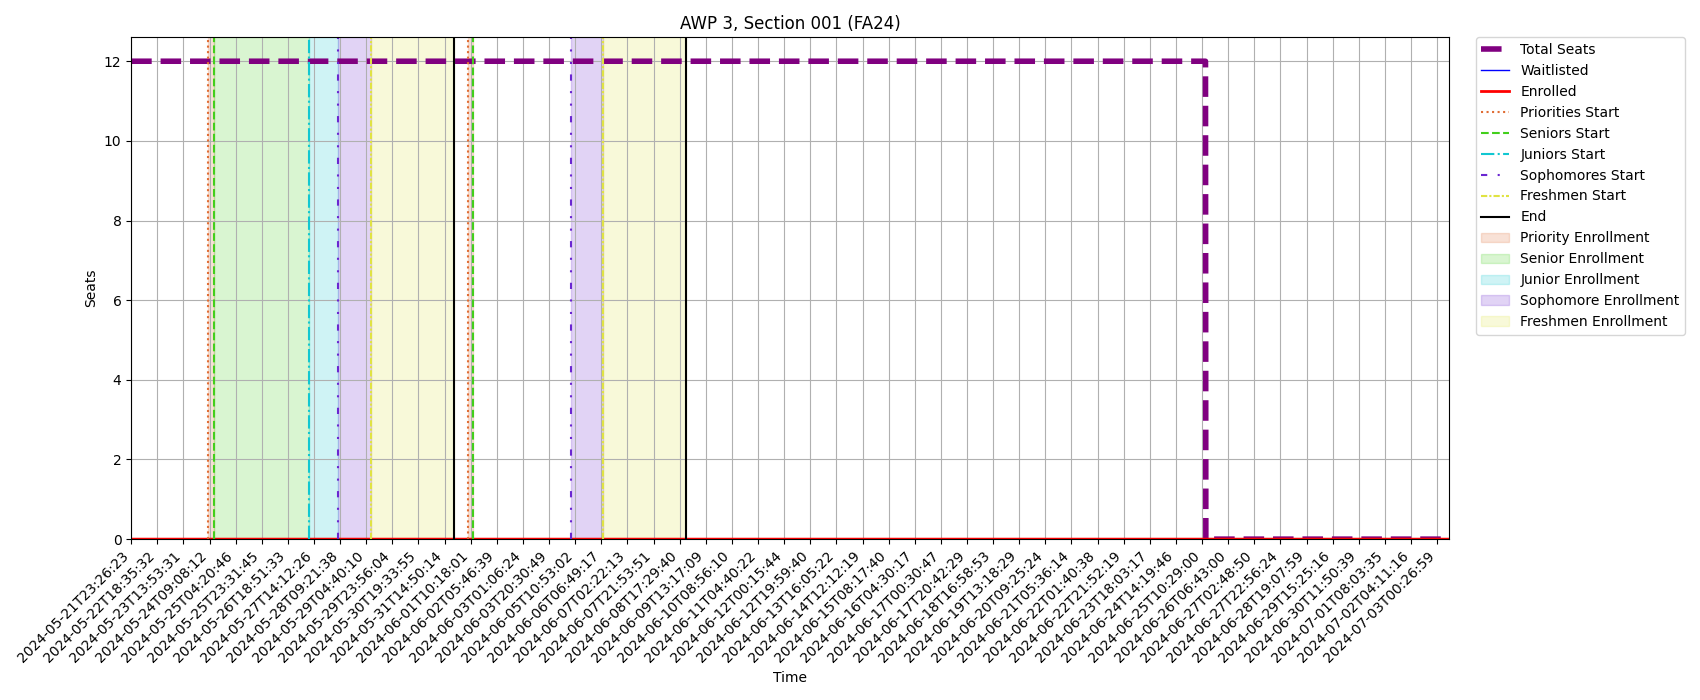 AWP 3, Section 001 (FA24)
Seats
12
10
8
6
4
2
0
2024-05-21T23:26:23
2024-05-22T18:35:32
2024-05-23T13:53:31
2024-05-24T09:08:12
2024-05-25T04:20:46
2024-05-25T23:31:45
2024-05-26T18:51:33
2024-05-27T14:12:26
2024-05-28T09:21:38
2024-05-29T04:40:10
2024-05-29T23:56:04
2024-05-30T19:33:55
2024-05-31T14:50:14
2024-06-01T10:18:01
2024-06-02T05:46:39
2024-06-03T01:06:24
2024-06-03T20:30:49
2024-06-05T10:53:02
2024-06-06T06:49:17
2024-06-07T02:22:13
2024-06-07T21:53:51
2024-06-08T17:29:40
2024-06-09T13:17:09
2024-06-10T08:56:10
2024-06-11T04:40:22
2024-06-12T00:15:44
2024-06-12T19:59:40
2024-06-13T16:05:22
2024-06-14T12:12:19
2024-06-15T08:17:40
2024-06-16T04:30:17
2024-06-17T00:30:47
2024-06-17T20:42:29
2024-06-18T16:58:53
2024-06-19T13:18:29
2024-06-20T09:25:24
2024-06-21T05:36:14
2024-06-22T01:40:38
2024-06-22T21:52:19
2024-06-23T18:03:17
2024-06-24T14:19:46
2024-06-25T10:29:00
2024-06-26T06:43:00
2024-06-27T02:48:50
2024-06-27T22:56:24
2024-06-28T19:07:59
2024-06-29T15:25:16
2024-06-30T11:50:39
2024-07-01T08:03:35
2024-07-02T04:11:16
2024-07-03T00:26:59
Time
Total Seats
Waitlisted
Enrolled
Priorities Start
Seniors Start
Juniors Start
Sophomores Start
Freshmen Start
End
Priority Enrollment
Senior Enrollment
Junior Enrollment
Sophomore Enrollment
Freshmen Enrollment